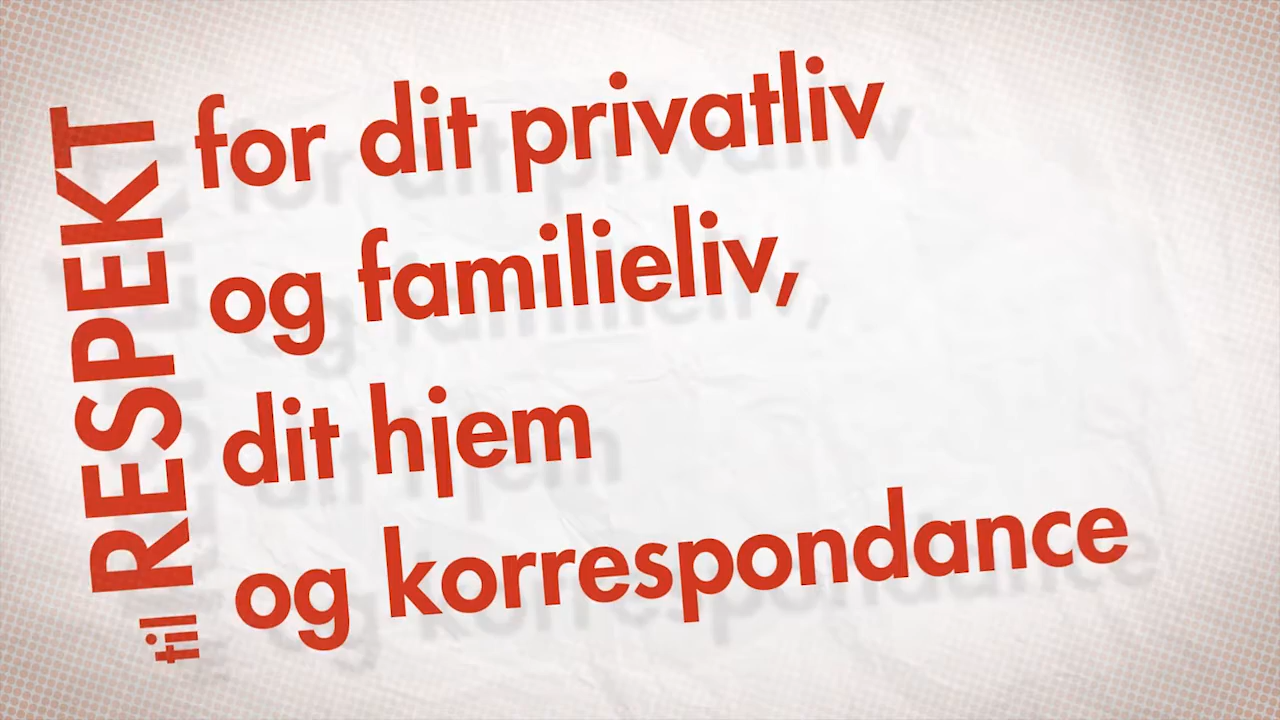 til RESPEKT
for dit privatliv
og familieliv,
dit hjem
og korrespondance